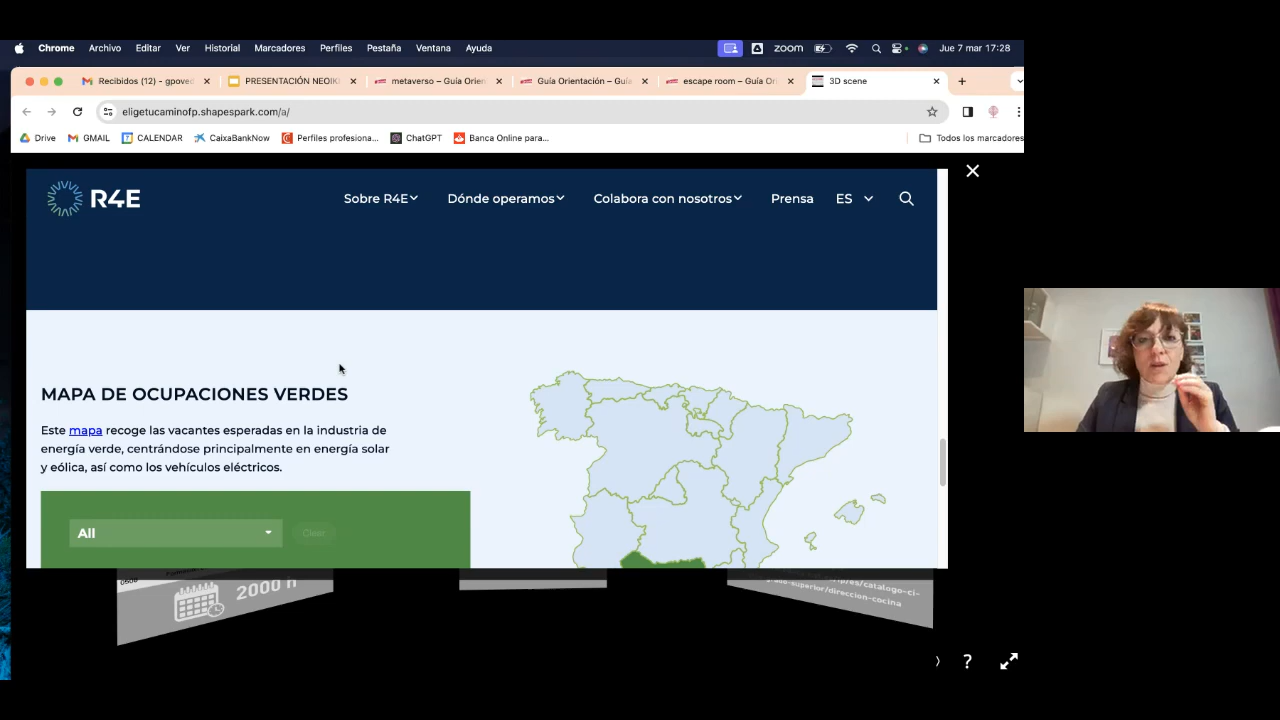 Chrome Archivo Editar Ver Historial Marcadores Perfiles Pestaña Ventana Ayuda zoom Jue 7 mar 17:28
Recibidos (12) - gpoved PRESENTACIÓN NEOIK metaverso – Guía Orien Guía Orientación – Guía escape room – Guía Ori 3D scene
eligetucaminofp.shapespark.com/a/
Drive GMAIL CALENDAR CaixaBankNow Perfiles profesiona... ChatGPT Banca Online para... Todos los marcadores
R4E Sobre R4E Dónde operamos Colabora con nosotros Prensa ES
MAPA DE OCUPACIONES VERDES
Este mapa recoge las vacantes esperadas en la industria de
energía verde, centrándose principalmente en energía solar
y eólica, así como los vehículos eléctricos.
All Clear
2000 h
superior/direccion-cocina
?